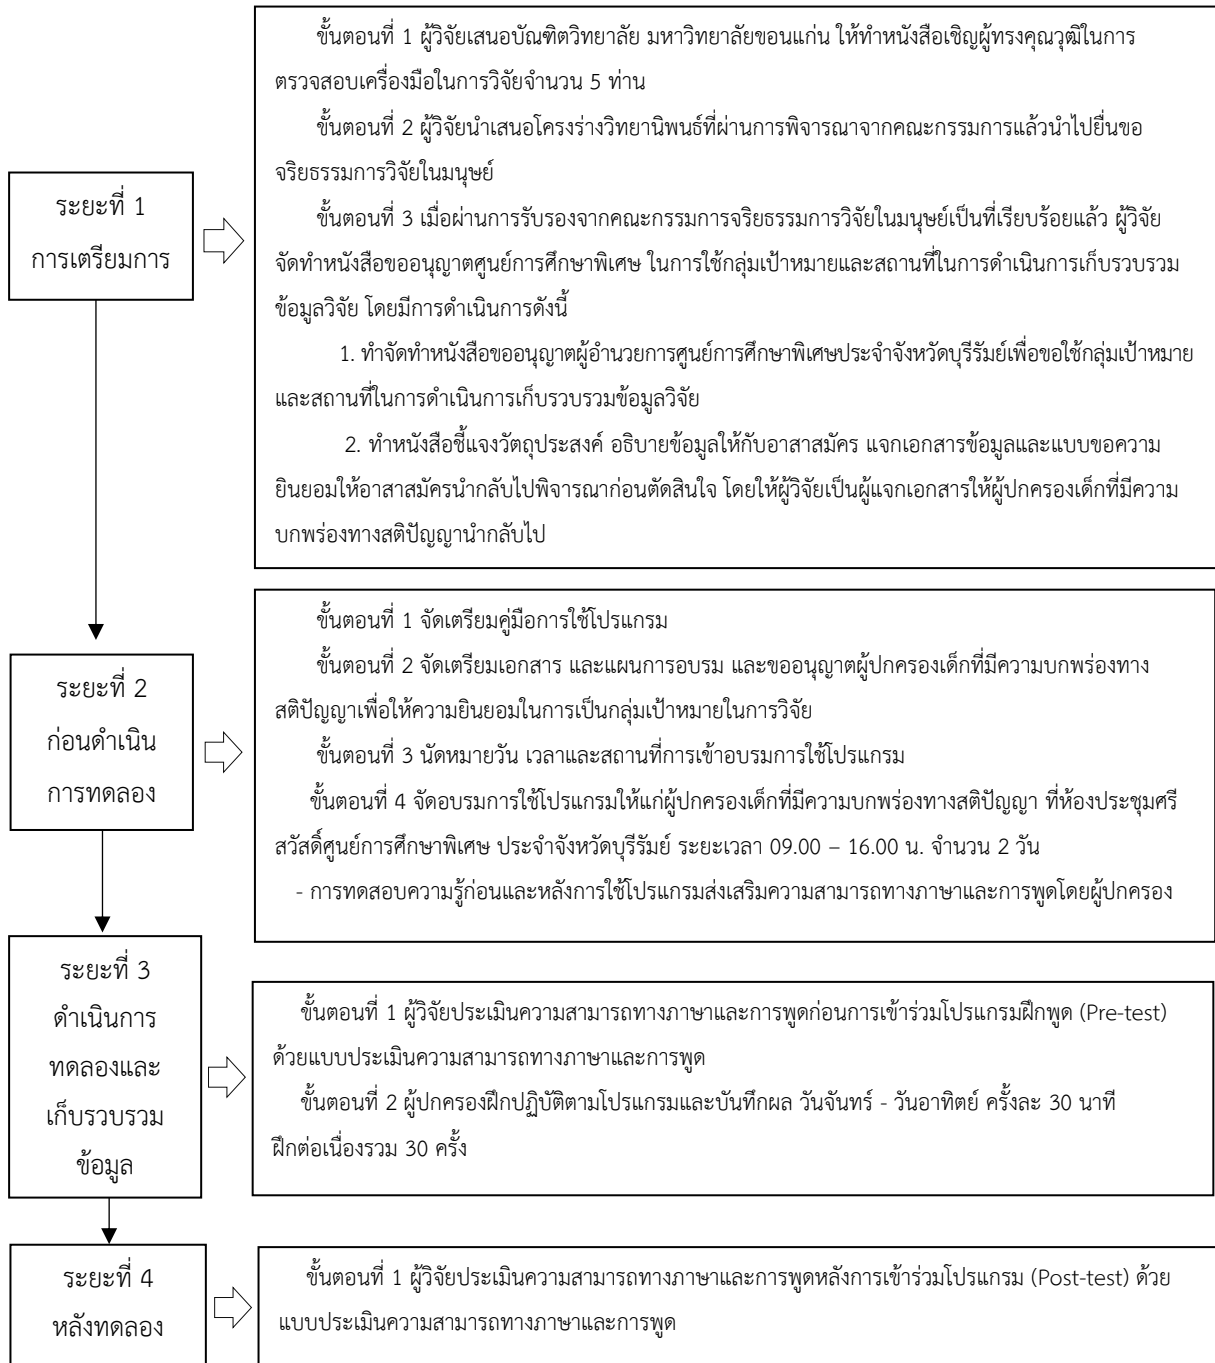 ระยะที่ 1
การเตรียมการ
ขั้นตอนที่ 1 ผู้วิจัยเสนอบัณฑิตวิทยาลัย มหาวิทยาลัยขอนแก่น ให้ทำหนังสือเชิญผู้ทรงคุณวุฒิในการ
ตรวจสอบเครื่องมือในการวิจัยจำนวน 5 ท่าน
ขั้นตอนที่ 2 ผู้วิจัยนำเสนอโครงร่างวิทยานิพนธ์ที่ผ่านการพิจารณาจากคณะกรรมการแล้วนำไปยื่นขอ
จริยธรรมการวิจัยในมนุษย์
ขั้นตอนที่ 3 เมื่อผ่านการรับรองจากคณะกรรมการจริยธรรมการวิจัยในมนุษย์เป็นที่เรียบร้อยแล้ว ผู้วิจัย
จัดทำหนังสือขออนุญาตศูนย์การศึกษาพิเศษ ในการใช้กลุ่มเป้าหมายและสถานที่ในการดำเนินการเก็บรวบรวม
ข้อมูลวิจัย โดยมีการดำเนินการดังนี้
1. ทำจัดทำหนังสือขออนุญาตผู้อำนวยการศูนย์การศึกษาพิเศษประจำจังหวัดบุรีรัมย์เพื่อขอใช้กลุ่มเป้าหมาย
และสถานที่ในการดำเนินการเก็บรวบรวมข้อมูลวิจัย
2. ทำหนังสือชี้แจงวัตถุประสงค์ อธิบายข้อมูลให้กับอาสาสมัคร แจกเอกสารข้อมูลและแบบขอความ
ยินยอมให้อาสาสมัครนำกลับไปพิจารณาก่อนตัดสินใจ โดยให้ผู้วิจัยเป็นผู้แจกเอกสารให้ผู้ปกครองเด็กที่มีความ
บกพร่องทางสติปัญญานำกลับไป
ระยะที่ 2
ก่อนดำเนิน
การทดลอง
ขั้นตอนที่ 1 จัดเตรียมคู่มือการใช้โปรแกรม
ขั้นตอนที่ 2 จัดเตรียมเอกสาร และแผนการอบรม และขออนุญาตผู้ปกครองเด็กที่มีความบกพร่องทาง
สติปัญญาเพื่อให้ความยินยอมในการเป็นกลุ่มเป้าหมายในการวิจัย
ขั้นตอนที่ 3 นัดหมายวัน เวลาและสถานที่การเข้าอบรมการใช้โปรแกรม
ขั้นตอนที่ 4 จัดอบรมการใช้โปรแกรมให้แก่ผู้ปกครองเด็กที่มีความบกพร่องทางสติปัญญา ที่ห้องประชุมศรี
สวัสดิ์ศูนย์การศึกษาพิเศษ ประจำจังหวัดบุรีรัมย์ ระยะเวลา 09.00 – 16.00 น. จำนวน 2 วัน
- การทดสอบความรู้ก่อนและหลังการใช้โปรแกรมส่งเสริมความสามารถทางภาษาและการพูดโดยผู้ปกครอง
ระยะที่ 3
ดำเนินการ
ทดลองและ
เก็บรวบรวม
ข้อมูล
ขั้นตอนที่ 1 ผู้วิจัยประเมินความสามารถทางภาษาและการพูดก่อนการเข้าร่วมโปรแกรมฝึกพูด (Pre-test)
ด้วยแบบประเมินความสามารถทางภาษาและการพูด
ขั้นตอนที่ 2 ผู้ปกครองฝึกปฏิบัติตามโปรแกรมและบันทึกผล วันจันทร์ - วันอาทิตย์ ครั้งละ 30 นาที
ฝึกต่อเนื่องรวม 30 ครั้ง
ระยะที่ 4
หลังทดลอง
ขั้นตอนที่ 1 ผู้วิจัยประเมินความสามารถทางภาษาและการพูดหลังการเข้าร่วมโปรแกรม (Post-test) ด้วย
แบบประเมินความสามารถทางภาษาและการพูด